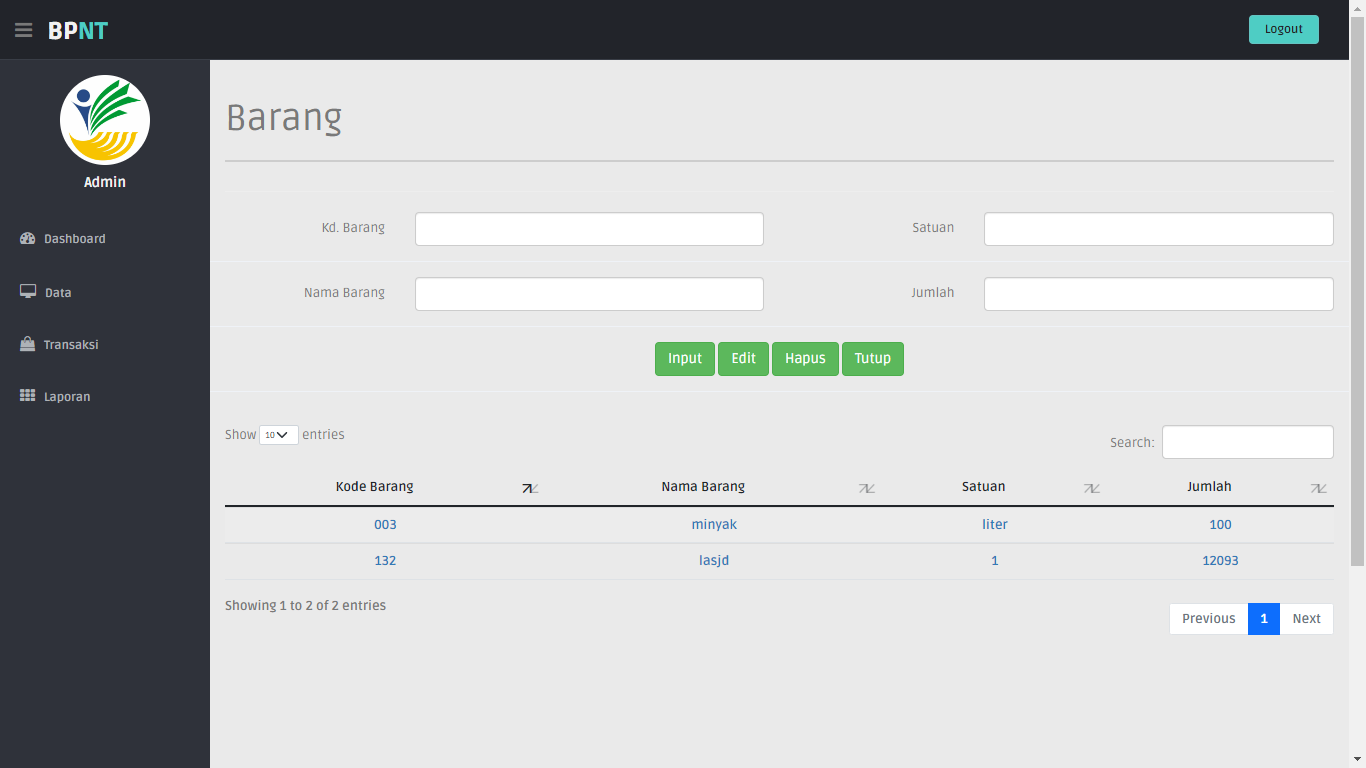 BPNT
Logout
Admin
Dashboard
Data
Transaksi
Laporan
Barang
Kd. Barang
Satuan
Nama Barang
Jumlah
Input Edit Hapus Tutup
Show 10 entries
Search:
Kode Barang Nama Barang Satuan Jumlah
003 minyak liter 100
132 lasjd 1 12093
Showing 1 to 2 of 2 entries
Previous 1 Next